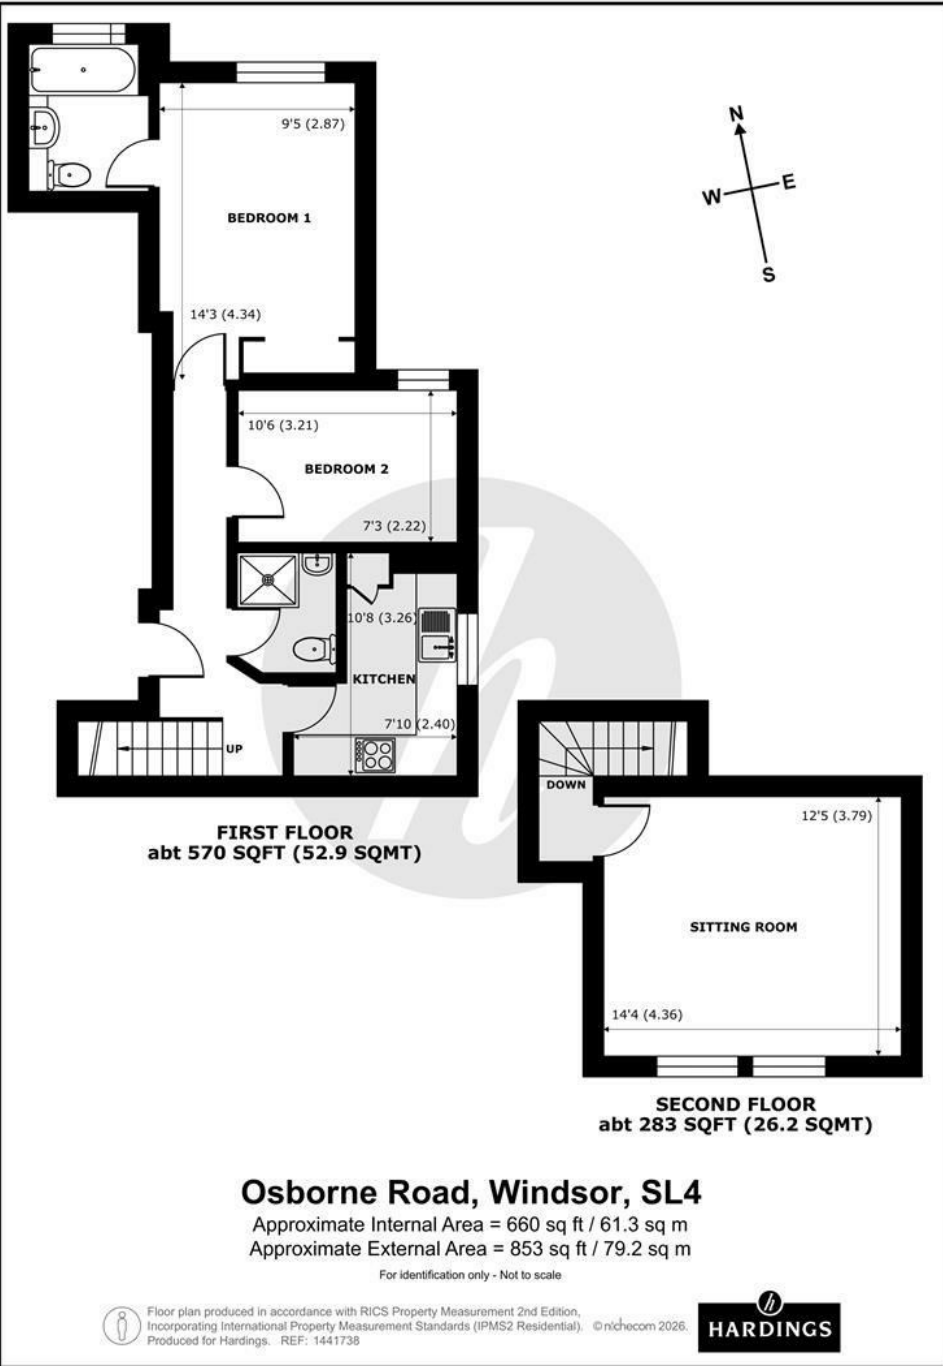 N
W E
S
9'5 (2.87)
BEDROOM 1
14'3 (4.34)
10'6 (3.21)
BEDROOM 2
7'3 (2.22)
10'8 (3.26)
KITCHEN
7'10 (2.40)
UP
FIRST FLOOR
abt 570 SQFT (52.9 SQMT)
DOWN
12'5 (3.79)
SITTING ROOM
14'4 (4.36)
SECOND FLOOR
abt 283 SQFT (26.2 SQMT)
Osborne Road, Windsor, SL4
Approximate Internal Area = 660 sq ft / 61.3 sq m
Approximate External Area = 853 sq ft / 79.2 sq m
For identification only - Not to scale
Floor plan produced in accordance with RICS Property Measurement 2nd Edition,
Incorporating International Property Measurement Standards (IPMS2 Residential). © nichecom 2026.
Produced for Hardings. REF: 1441738
h
HARDINGS